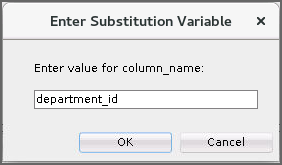 Enter Substitution Variable
Enter value for column_name:
department_id
OK Cancel